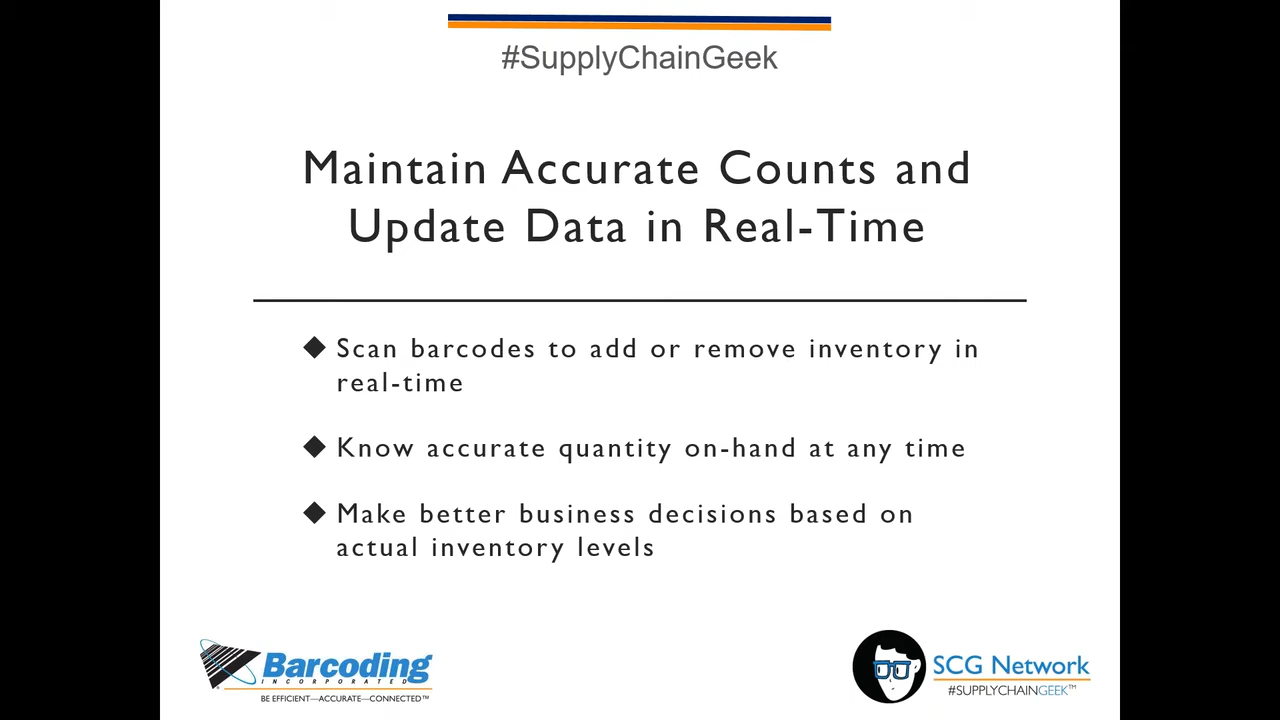 #SupplyChainGeek
Maintain Accurate Counts and
Update Data in Real-Time
◆ Scan barcodes to add or remove inventory in
real-time
◆ Know accurate quantity on-hand at any time
◆ Make better business decisions based on
actual inventory levels
Barcoding
INCORPORATED
BE EFFICIENT—ACCURATE—CONNECTED™
SCG Network
#SUPPLYCHAINGEEK™